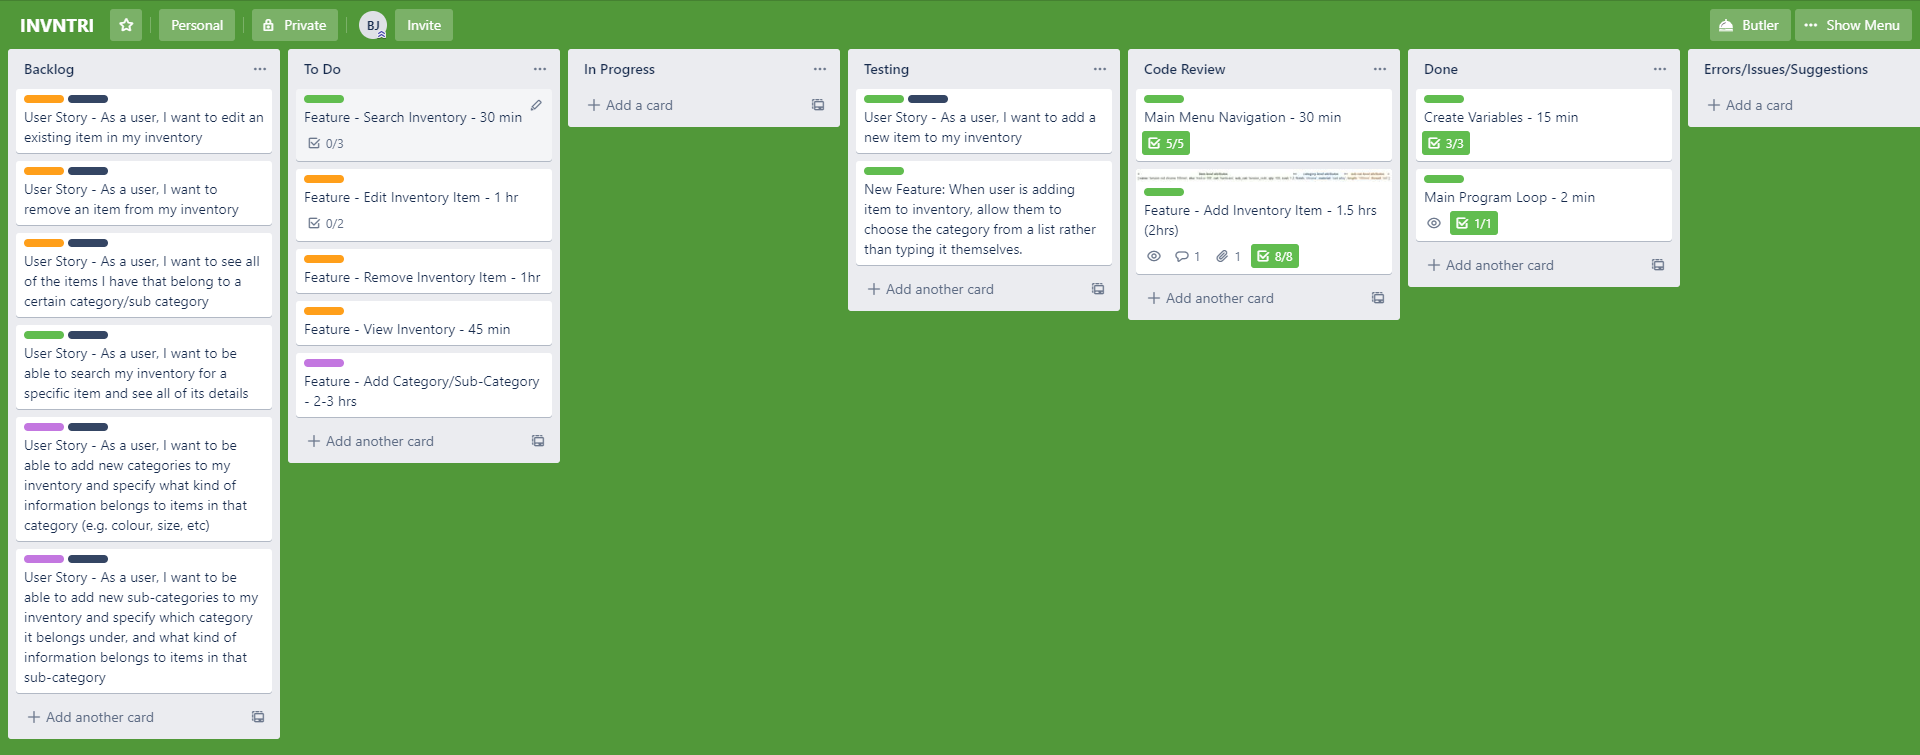 INVNTRI
Personal
Private
BJ
Invite
Butler
Show Menu
Backlog
User Story - As a user, I want to edit an
existing item in my inventory
User Story - As a user, I want to
remove an item from my inventory
User Story - As a user, I want to see all
of the items I have that belong to a
certain category/sub category
User Story - As a user, I want to be
able to search my inventory for a
specific item and see all of its details
User Story - As a user, I want to be
able to add new categories to my
inventory and specify what kind of
information belongs to items in that
category (e.g. colour, size, etc)
User Story - As a user, I want to be
able to add new sub-categories to my
inventory and specify which category
it belongs under, and what kind of
information belongs to items in that
sub-category
Add another card
To Do
Feature - Search Inventory - 30 min
0/3
Feature - Edit Inventory Item - 1 hr
0/2
Feature - Remove Inventory Item - 1hr
Feature - View Inventory - 45 min
Feature - Add Category/Sub-Category
- 2-3 hrs
Add another card
In Progress
Add a card
Testing
User Story - As a user, I want to add a
new item to my inventory
New Feature: When user is adding
item to inventory, allow them to
choose the category from a list rather
than typing it themselves.
Add another card
Code Review
Main Menu Navigation - 30 min
5/5
Feature - Add Inventory Item - 1.5 hrs
(2hrs)
1 1 8/8
Add another card
Done
Create Variables - 15 min
3/3
Main Program Loop - 2 min
1/1
Add another card
Errors/Issues/Suggestions
Add a card